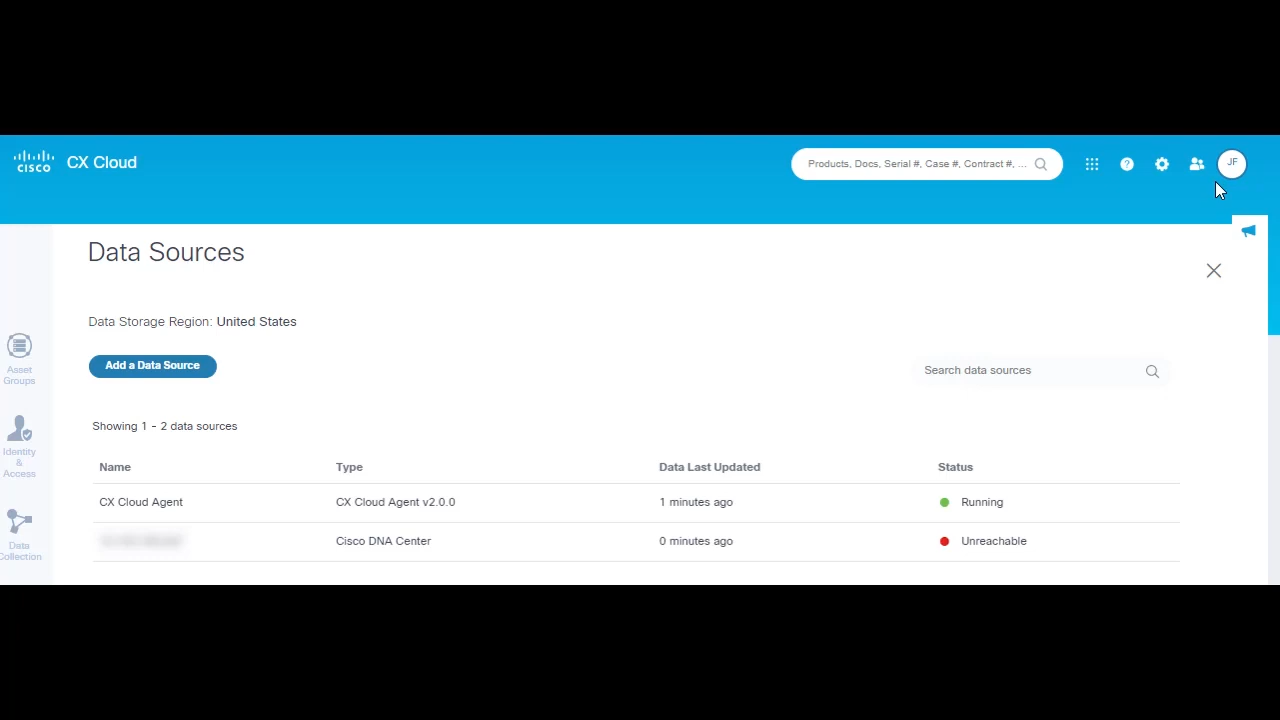 CISCO
CX Cloud
Products, Docs, Serial #, Case #, Contract #, ...
?
JF
Data Sources
Data Storage Region: United States
Add a Data Source
Search data sources
Showing 1 - 2 data sources
Name Type Data Last Updated Status
CX Cloud Agent CX Cloud Agent v2.0.0 1 minutes ago Running
Cisco DNA Center 0 minutes ago Unreachable
Asset
Groups
Identity
&
Access
Data
Collection